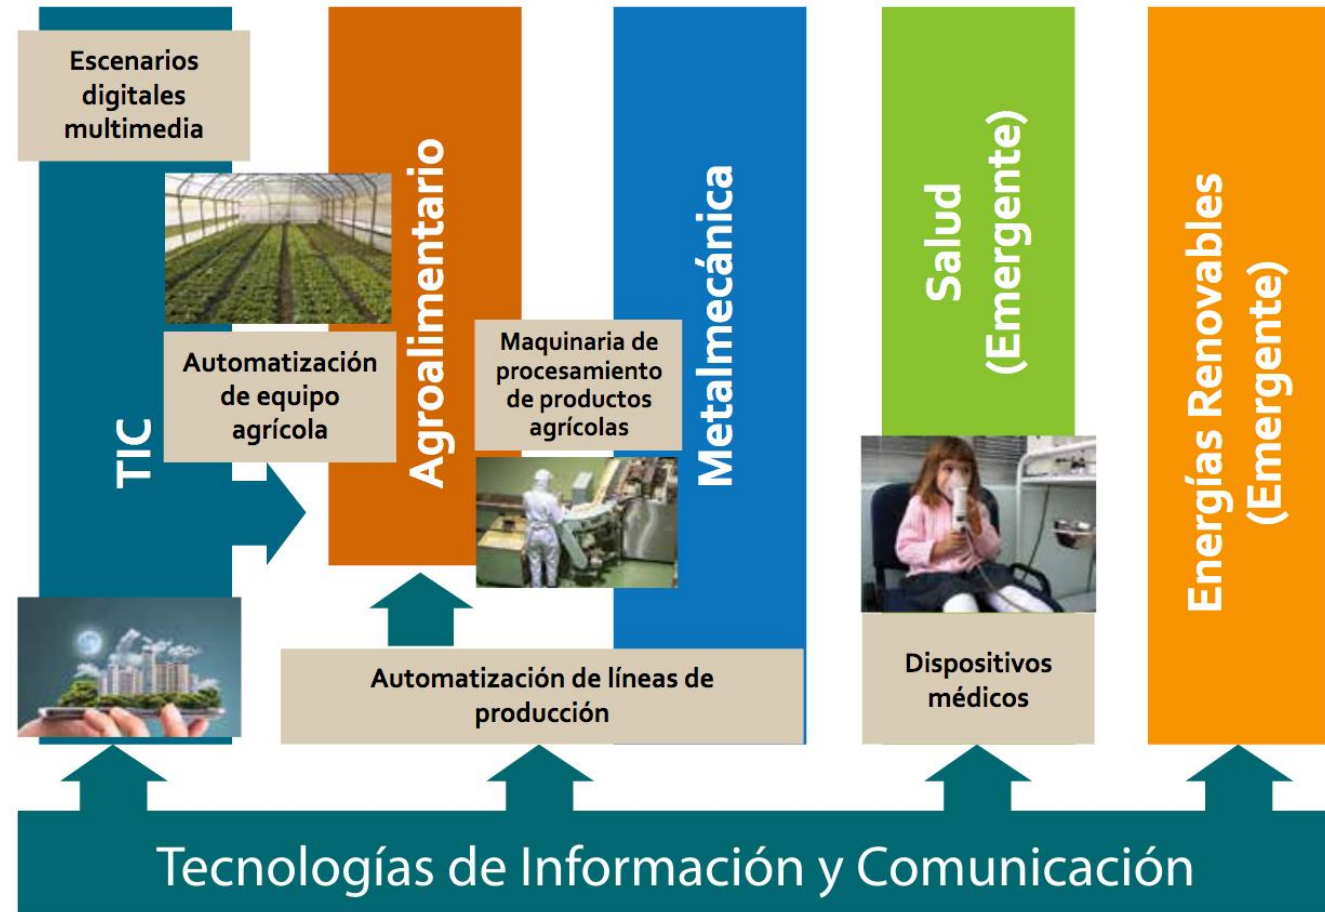 Escenarios
digitales
multimedia
TIC
Automatización
de equipo
agrícola
Agroalimentario
Maquinaria de
procesamiento
de productos
agrícolas
Metalmecánica
Automatización de líneas de
producción
Salud
(Emergente)
Dispositivos
médicos
Energías Renovables
(Emergente)
Tecnologías de Información y Comunicación